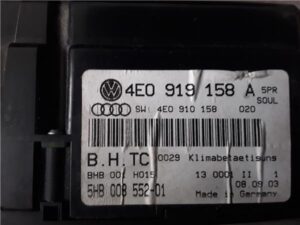 4E0 919 158 A 5PR
SW: 4E0 910 158 020 SOUL
B.H.TC 0029 Klimabetaetisuns
BHB 001 H015 13 0001 II 1
5HB 008 552-01 08.09.03
Made in Germany